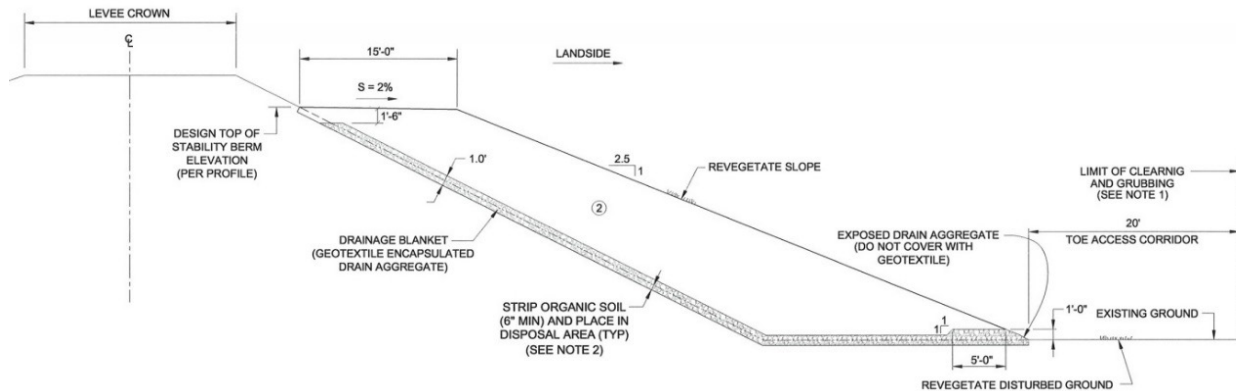 LEVEE CROWN
℄
15'-0"
LANDSIDE
S = 2%
1'-6"
DESIGN TOP OF
STABILITY BERM
ELEVATION
(PER PROFILE)
1.0'
2.5
1
REVEGETATE SLOPE
LIMIT OF CLEARNIG
AND GRUBBING
(SEE NOTE 1)
2
20'
TOE ACCESS CORRIDOR
DRAINAGE BLANKET
(GEOTEXTILE ENCAPSULATED
DRAIN AGGREGATE)
EXPOSED DRAIN AGGREGATE
(DO NOT COVER WITH
GEOTEXTILE)
STRIP ORGANIC SOIL
(6" MIN) AND PLACE IN
DISPOSAL AREA (TYP)
(SEE NOTE 2)
1
1
1'-0"
EXISTING GROUND
5'-0"
REVEGETATE DISTURBED GROUND